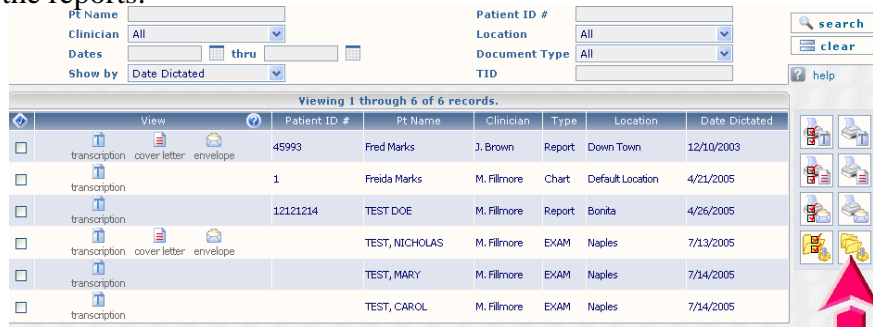 the reports.
Pt Name Patient ID # search
Clinician All Location All clear
Dates thru Document Type All
Show by Date Dictated TID help
Viewing 1 through 6 of 6 records.
View Patient ID # Pt Name Clinician Type Location Date Dictated
transcription cover letter envelope 45993 Fred Marks J. Brown Report Down Town 12/10/2003
transcription 1 Freida Marks M. Fillmore Chart Default Location 4/21/2005
transcription 12121214 TEST DOE M. Fillmore Report Bonita 4/26/2005
transcription cover letter envelope TEST, NICHOLAS M. Fillmore EXAM Naples 7/13/2005
transcription TEST, MARY M. Fillmore EXAM Naples 7/14/2005
transcription TEST, CAROL M. Fillmore EXAM Naples 7/14/2005